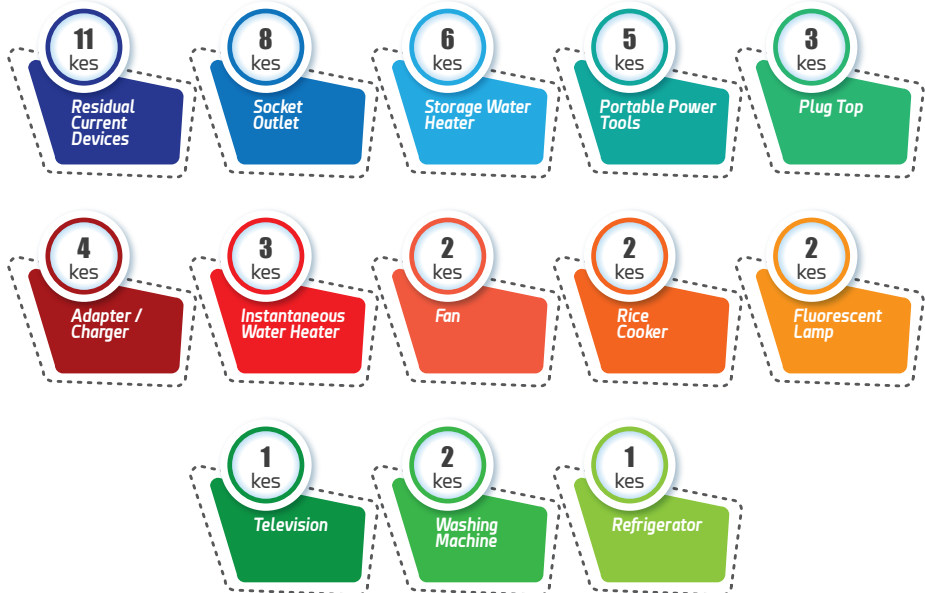 11
kes
Residual
Current
Devices
8
kes
Socket
Outlet
6
kes
Storage Water
Heater
5
kes
Portable Power
Tools
3
kes
Plug Top
4
kes
Adapter /
Charger
3
kes
Instantaneous
Water Heater
2
kes
Fan
2
kes
Rice
Cooker
2
kes
Fluorescent
Lamp
1
kes
Television
2
kes
Washing
Machine
1
kes
Refrigerator